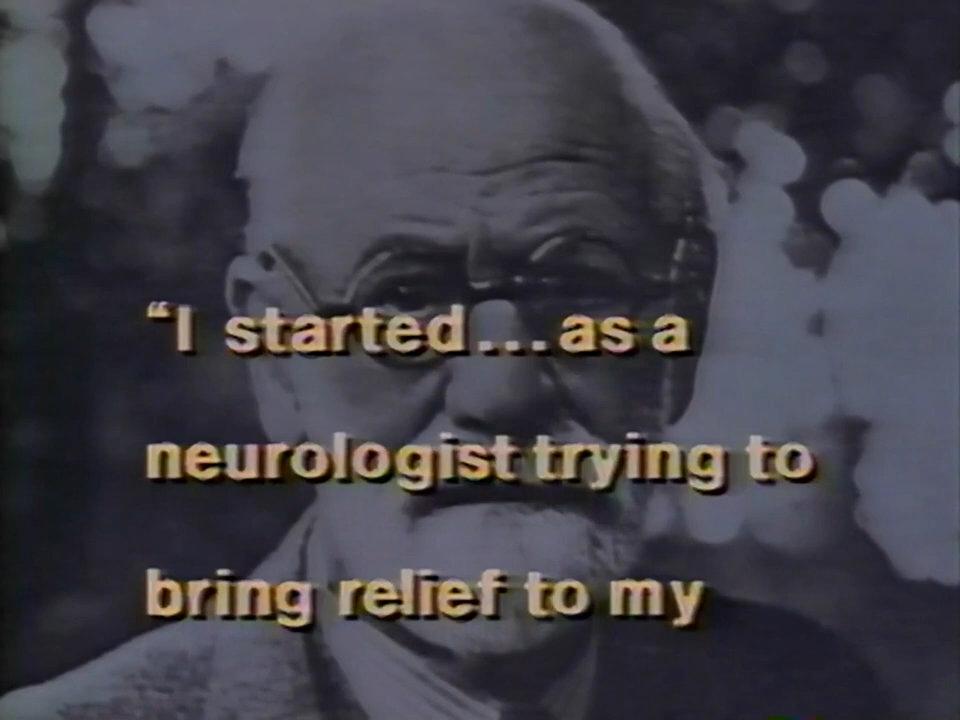 “I started...as a
neurologist trying to
bring relief to my